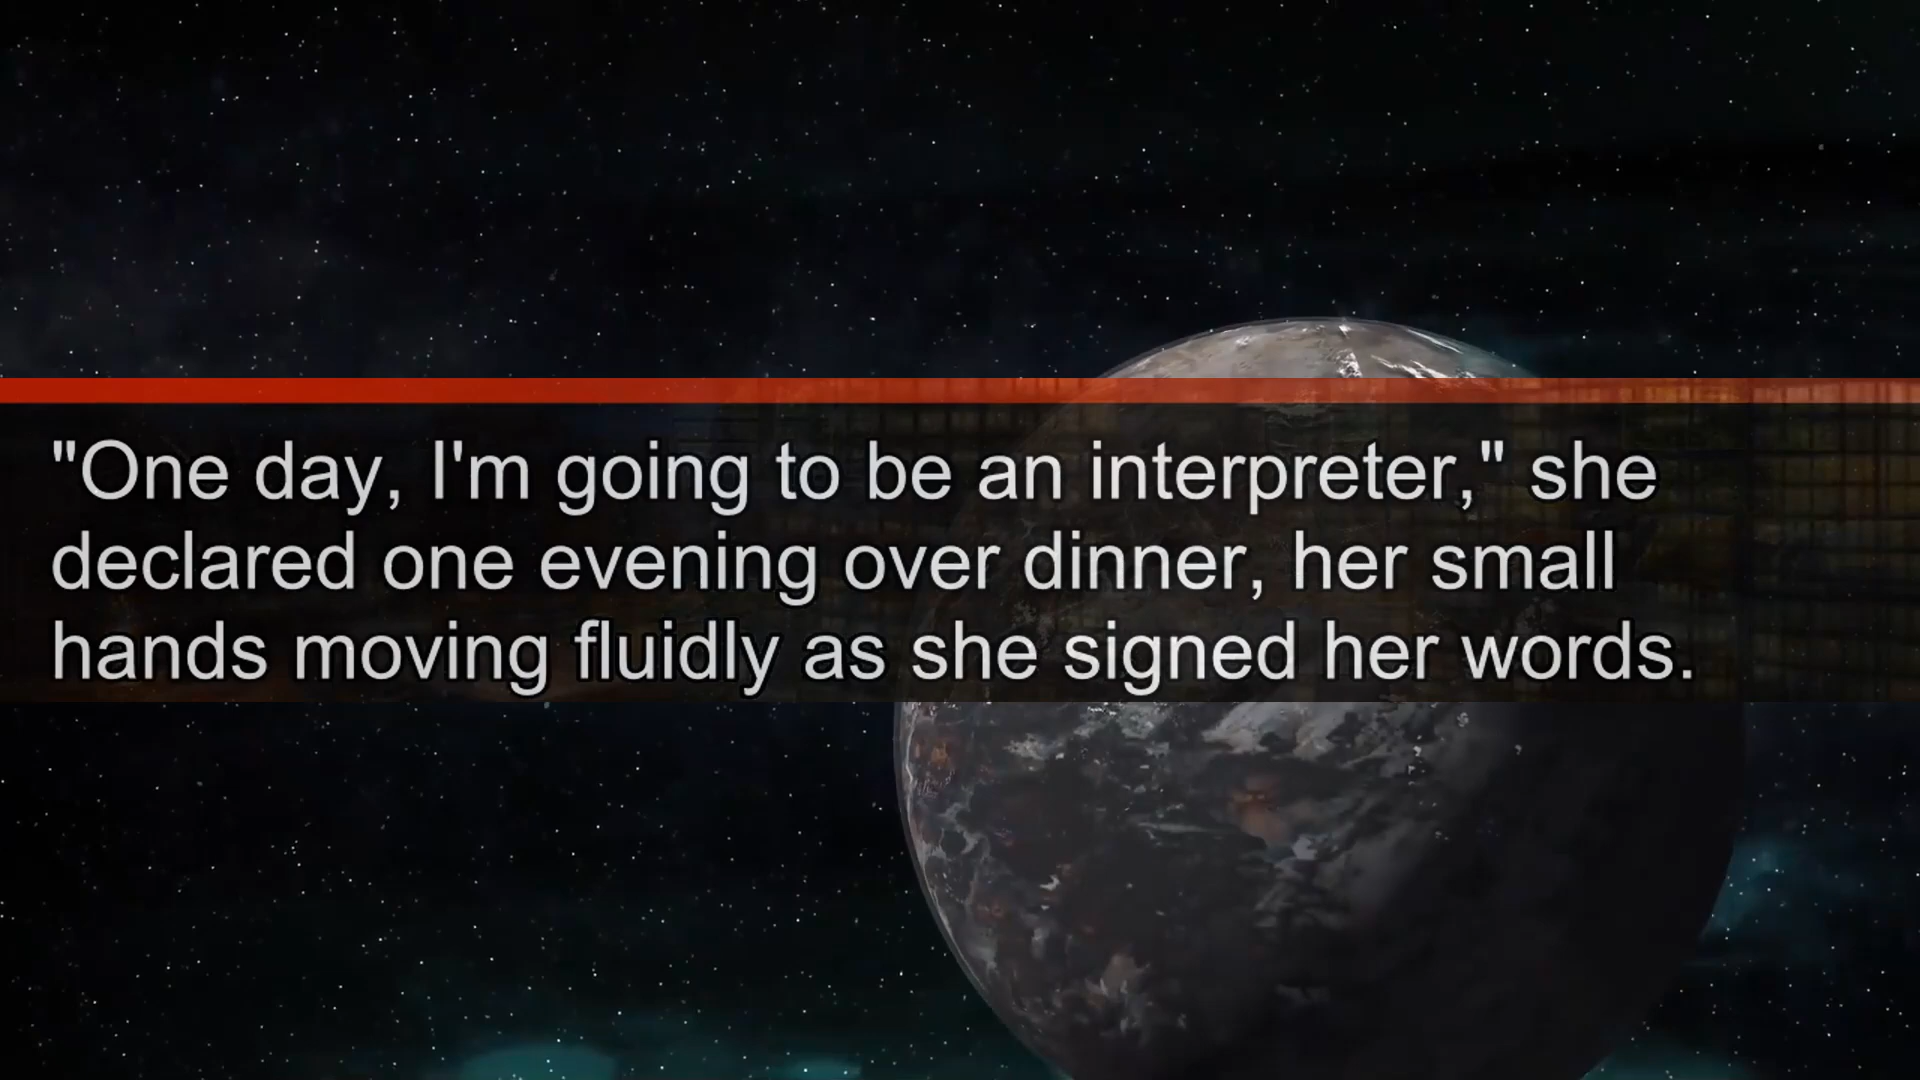 "One day, I'm going to be an interpreter," she
declared one evening over dinner, her small
hands moving fluidly as she signed her words.